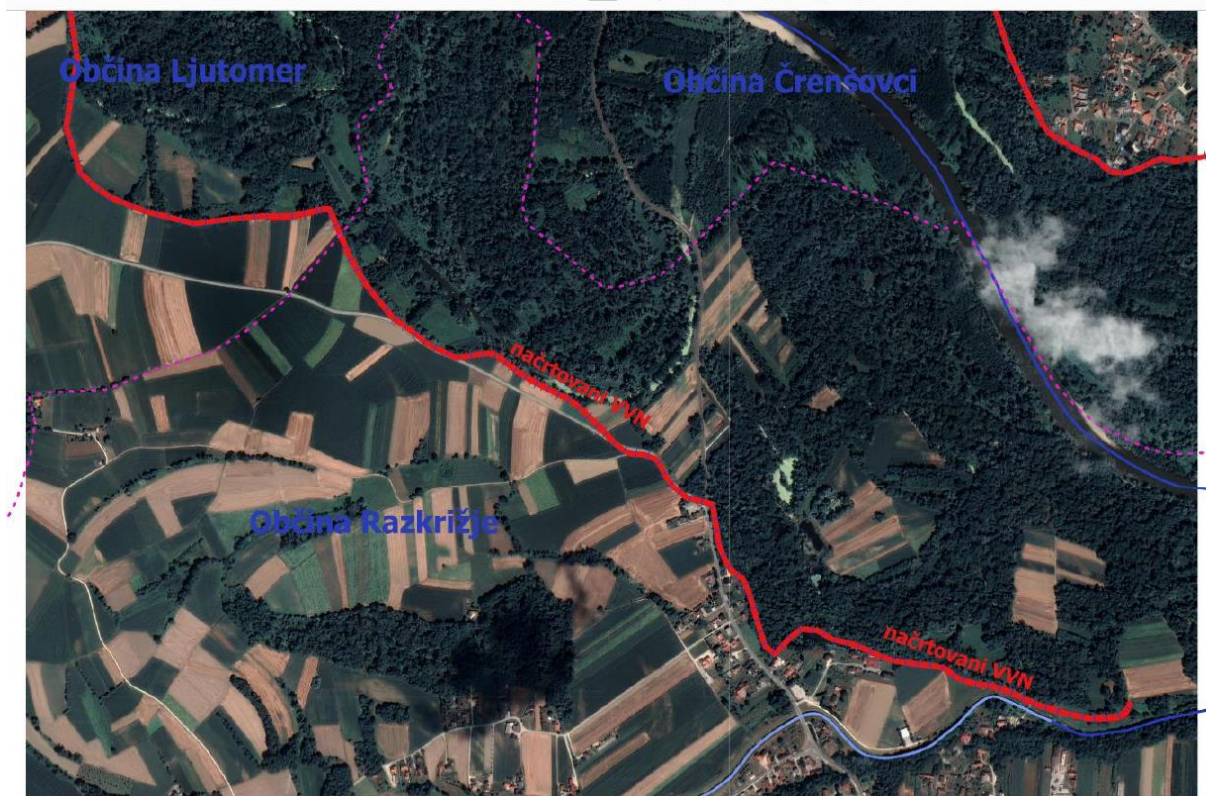 Občina Ljutomer
Občina Črenšovci
načrtovani VVN
Občina Razkrižje
načrtovani VVN